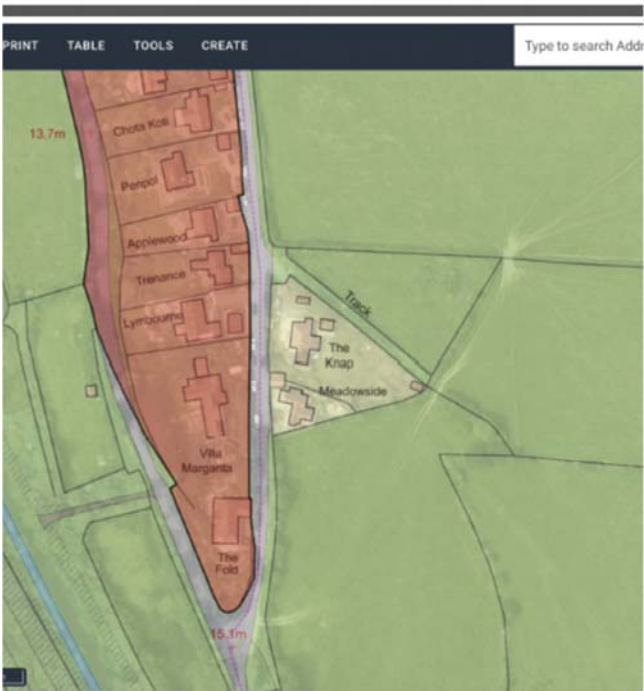 PRINT TABLE TOOLS CREATE
Type to search Addr
13.7m
Chota Koti
Penpol
Applewood
Trenance
Lymbourne
Track
The
Knap
Meadowside
Villa
Marganta
The
Fold
15.1m